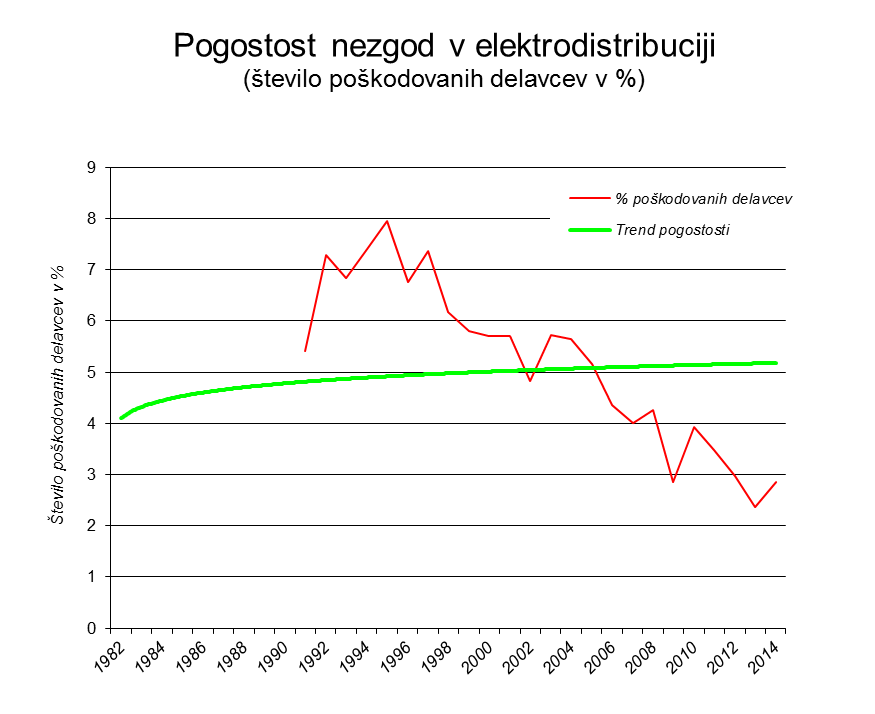 Pogostost nezgod v elektrodistribuciji
(število poškodovanih delavcev v %)
Število poškodovanih delavcev v %
9
8
7
6
5
4
3
2
1
0
% poškodovanih delavcev
Trend pogostosti
1982 1984 1986 1988 1990 1992 1994 1996 1998 2000 2002 2004 2006 2008 2010 2012 2014